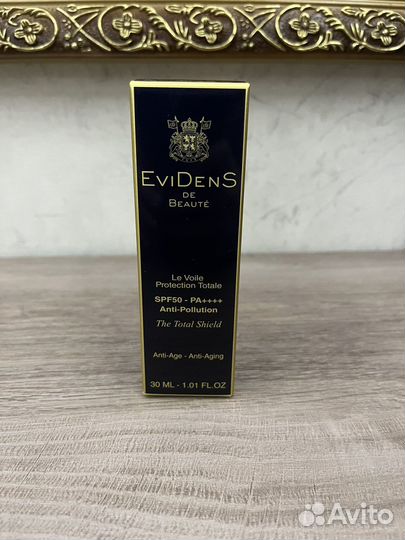 EviDenS
DE
BEAUTÉ
Le Voile
Protection Totale
SPF50 - PA++++
Anti-Pollution
The Total Shield
Anti-Age - Anti-Aging
30 ML - 1.01 FL.OZ
Avito